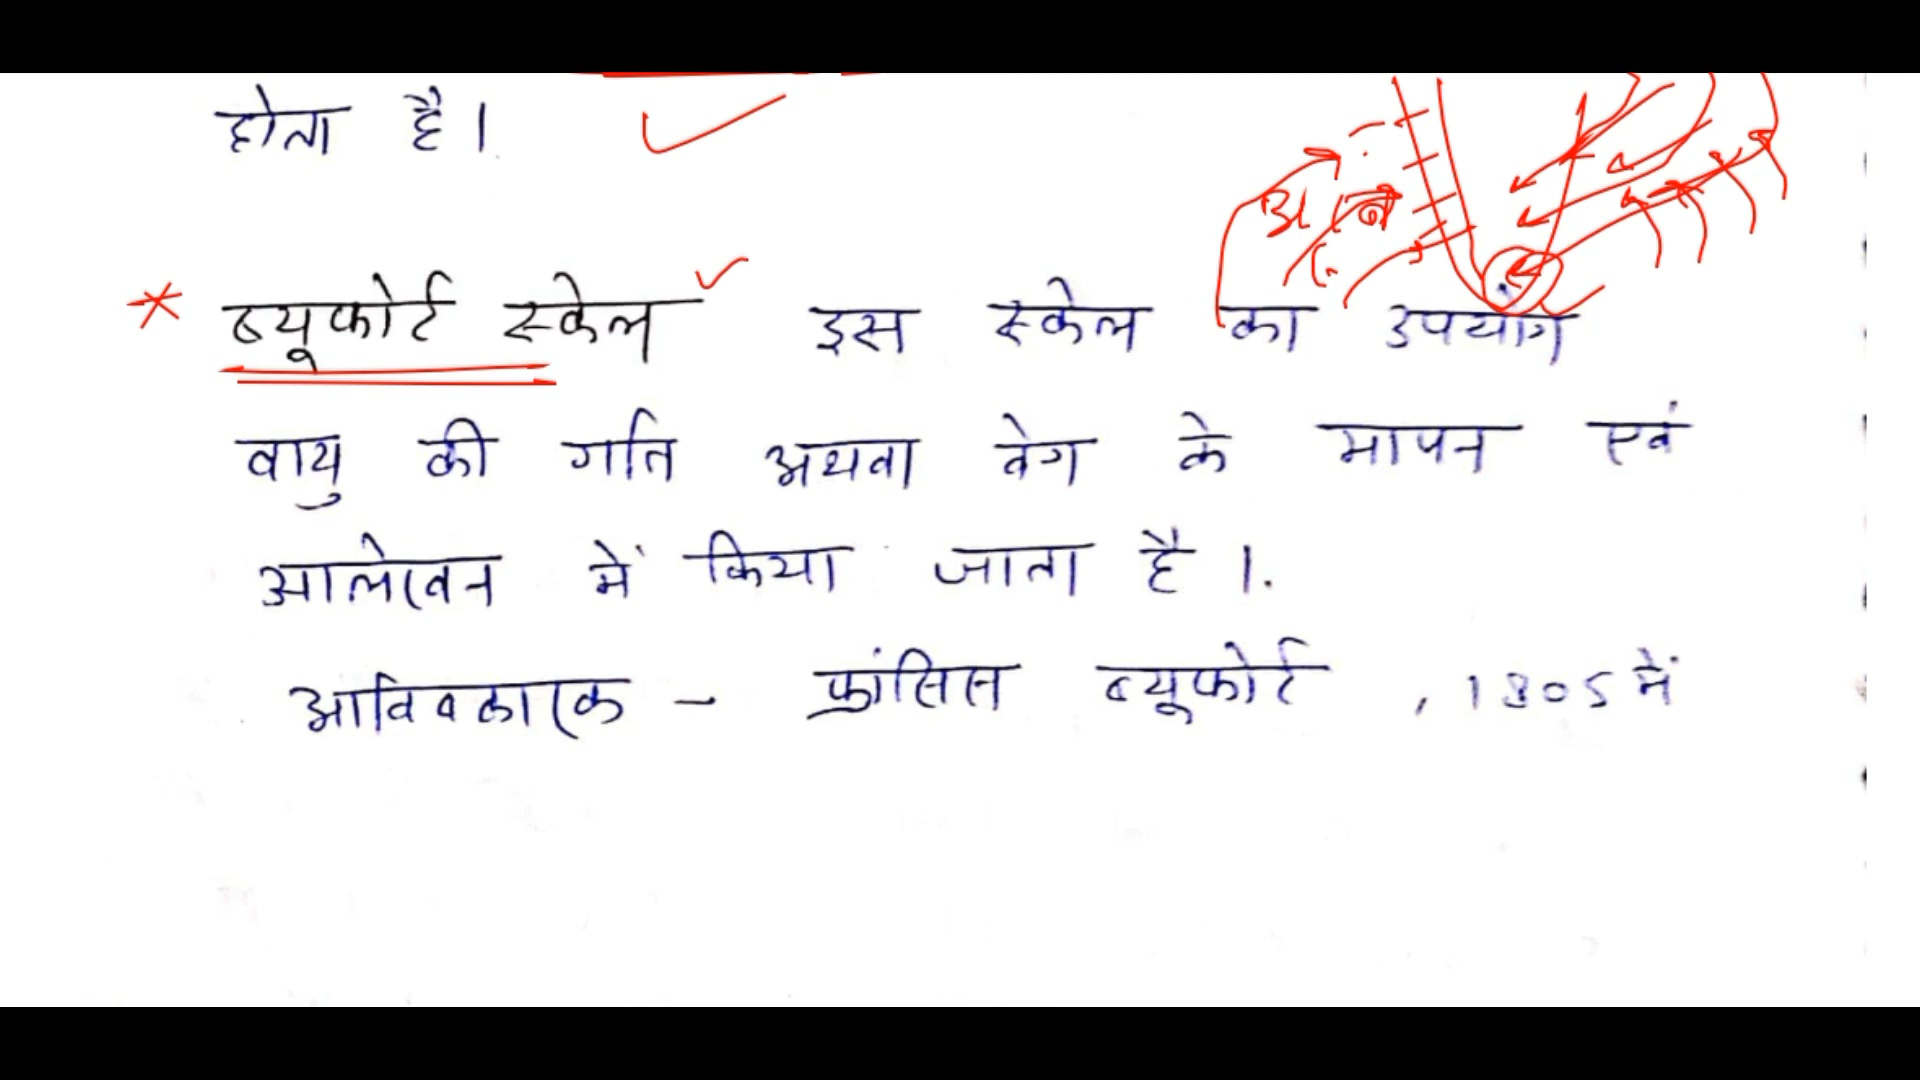 होता है।
* ब्यूफोर्ट स्केल इस स्केल का उपयोग
वायु की गति अथवा वेग के मापन एवं
आलेखन में किया जाता है।
आविष्कारक - फ्रांसिस ब्यूफोर्ट , 1805 में